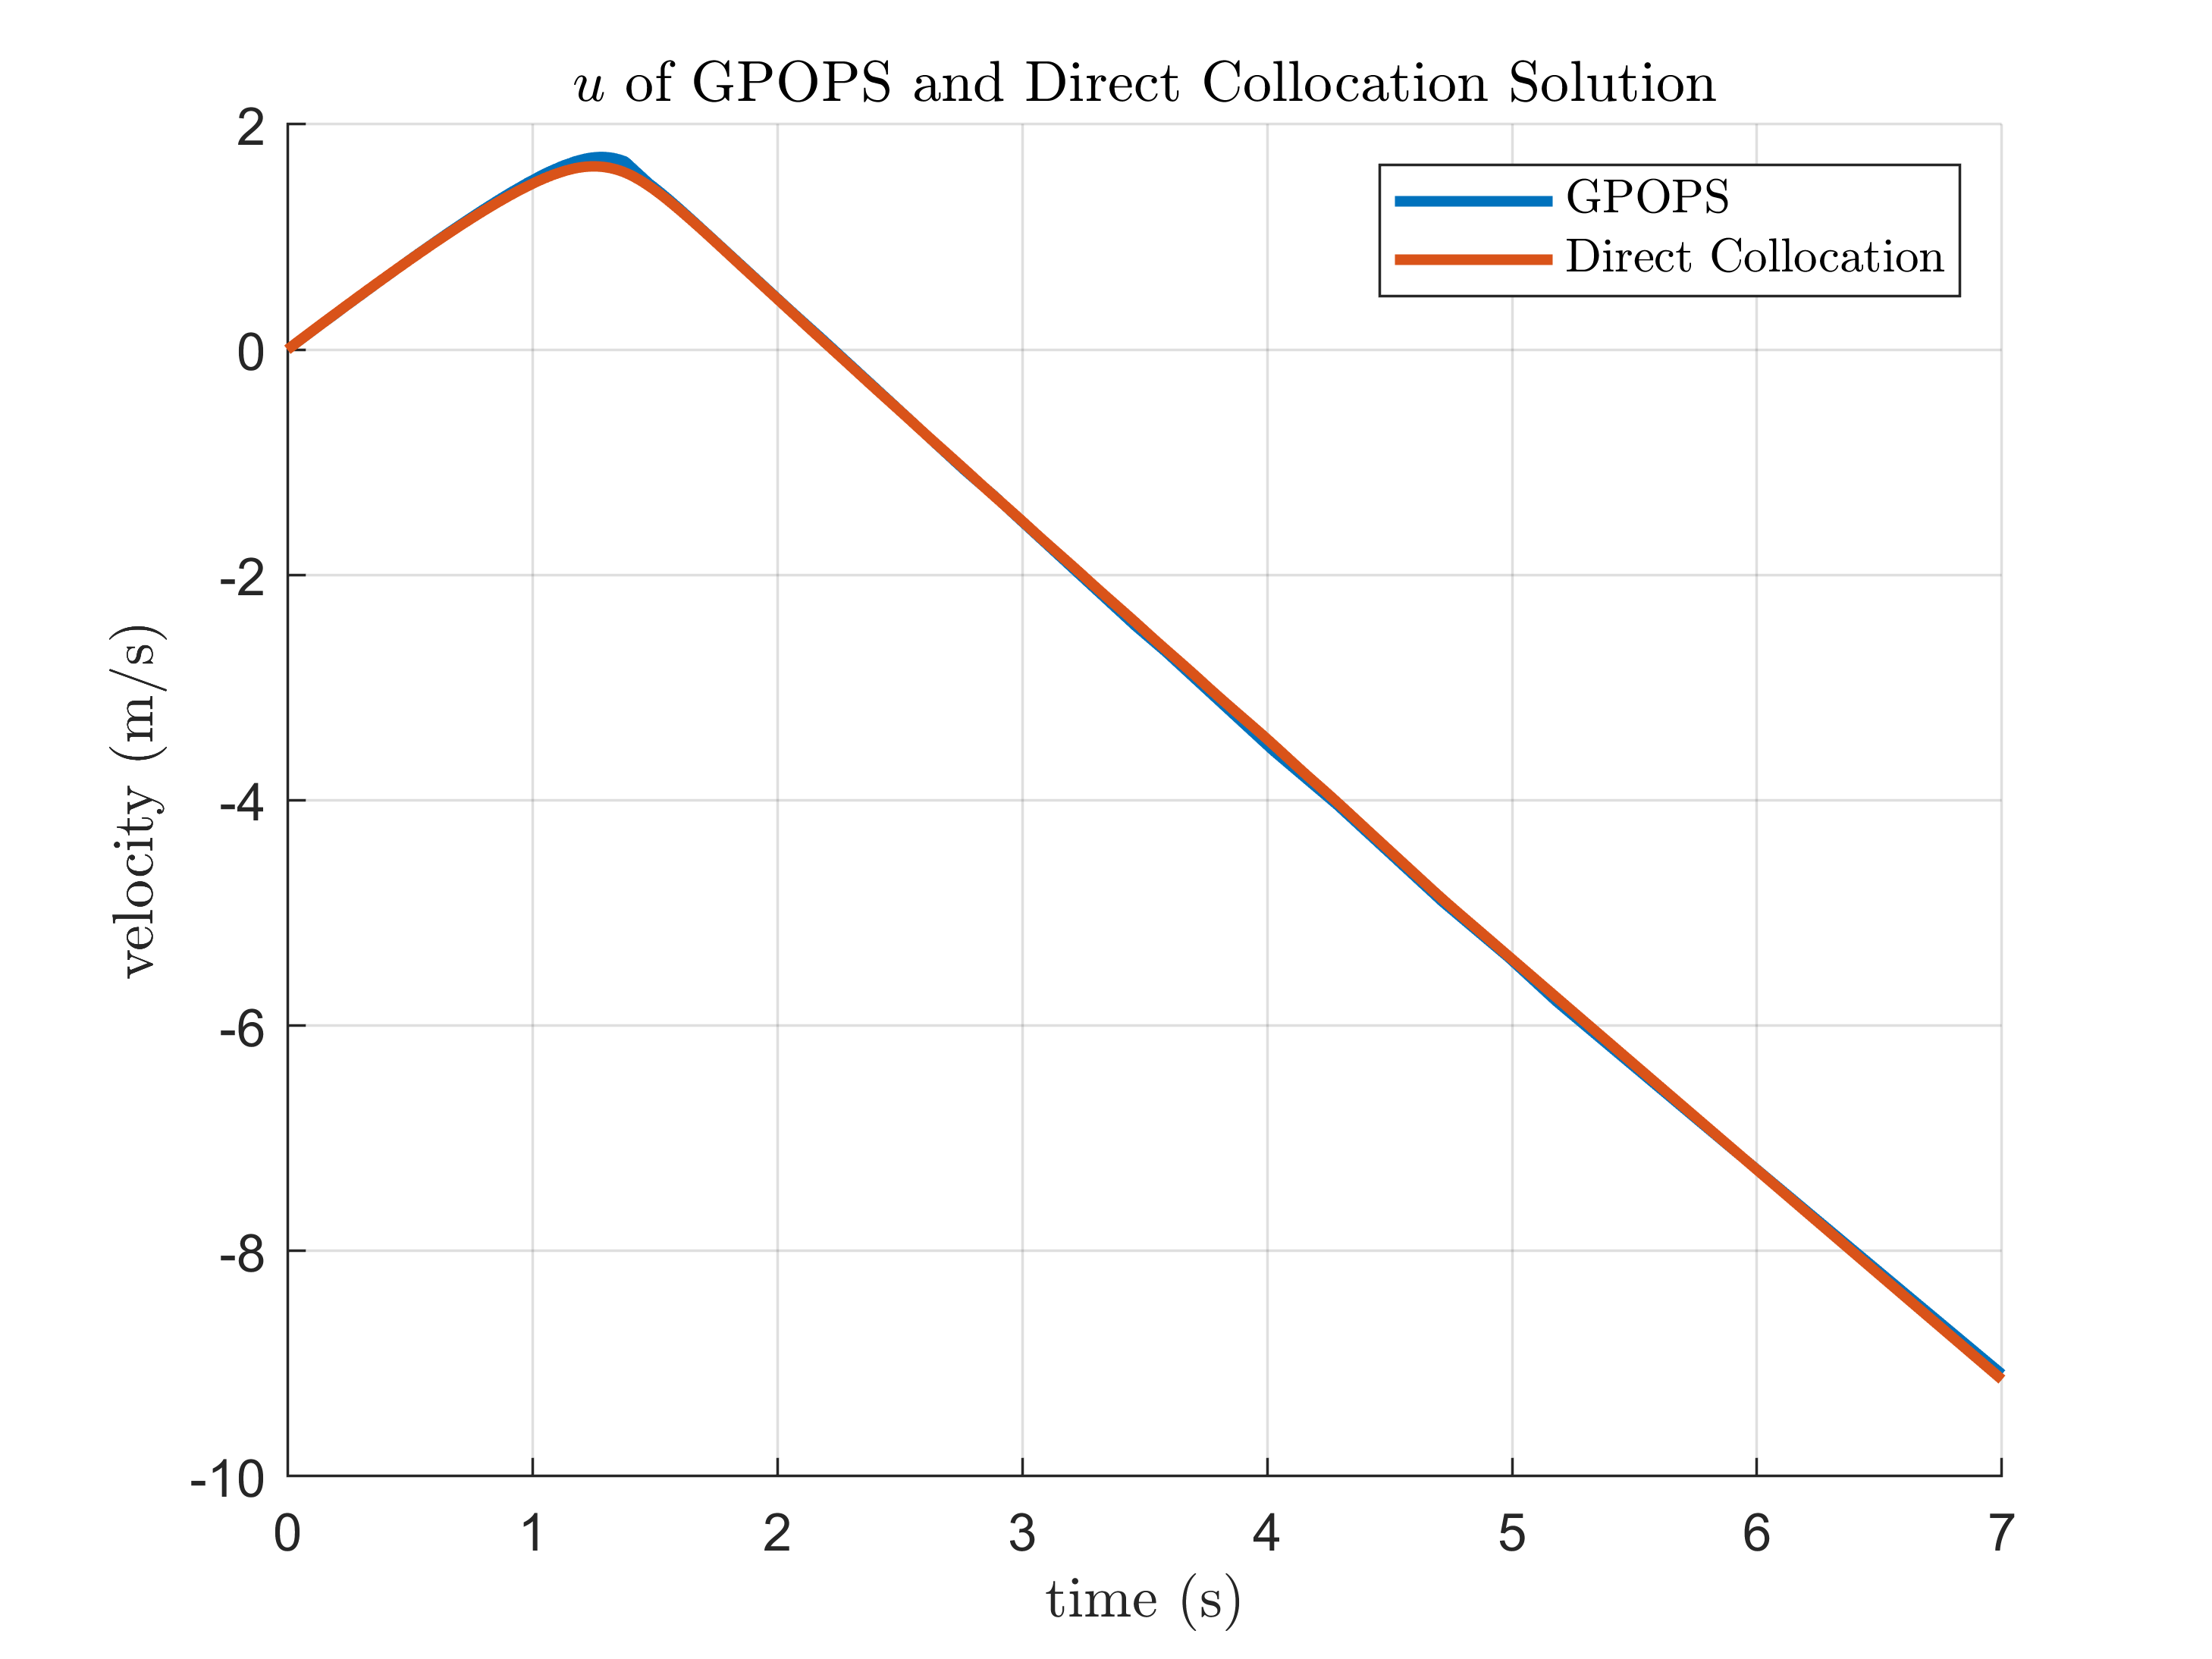 u of GPOPS and Direct Collocation Solution
GPOPS
Direct Collocation
velocity (m/s)
2
0
-2
-4
-6
-8
-10
0 1 2 3 4 5 6 7
time (s)